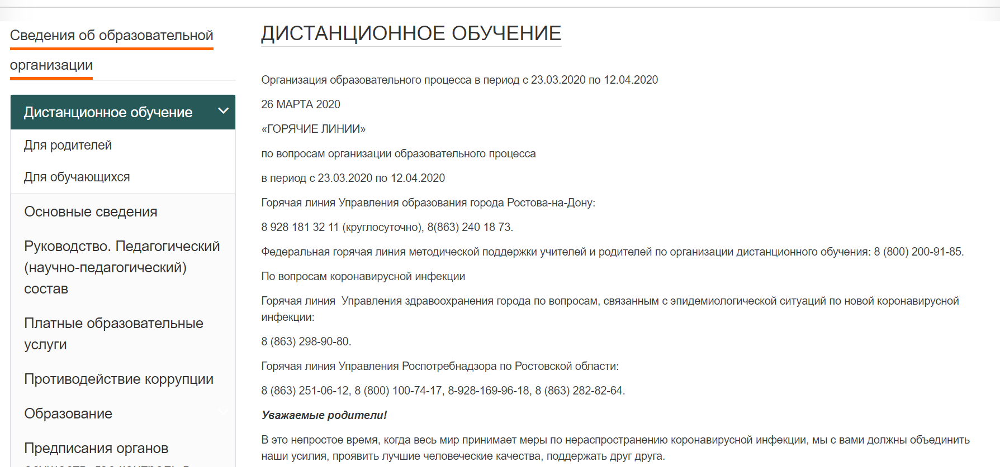 Сведения об образовательной
организации
Дистанционное обучение
Для родителей
Для обучающихся
Основные сведения
Руководство. Педагогический
(научно-педагогический)
состав
Платные образовательные
услуги
Противодействие коррупции
Образование
Предписания органов
ДИСТАНЦИОННОЕ ОБУЧЕНИЕ
Организация образовательного процесса в период с 23.03.2020 по 12.04.2020
26 МАРТА 2020
«ГОРЯЧИЕ ЛИНИИ»
по вопросам организации образовательного процесса
в период с 23.03.2020 по 12.04.2020
Горячая линия Управления образования города Ростова-на-Дону:
8 928 181 32 11 (круглосуточно), 8(863) 240 18 73.
Федеральная горячая линия методической поддержки учителей и родителей по организации дистанционного обучения: 8 (800) 200-91-85.
По вопросам коронавирусной инфекции
Горячая линия  Управления здравоохранения города по вопросам, связанным с эпидемиологической ситуаций по новой коронавирусной
инфекции:
8 (863) 298-90-80.
Горячая линия Управления Роспотребнадзора по Ростовской области:
8 (863) 251-06-12, 8 (800) 100-74-17, 8-928-169-96-18, 8 (863) 282-82-64.
Уважаемые родители!
В это непростое время, когда весь мир принимает меры по нераспространению коронавирусной инфекции, мы с вами должны объединить
наши усилия, проявить лучшие человеческие качества, поддержать друг друга.